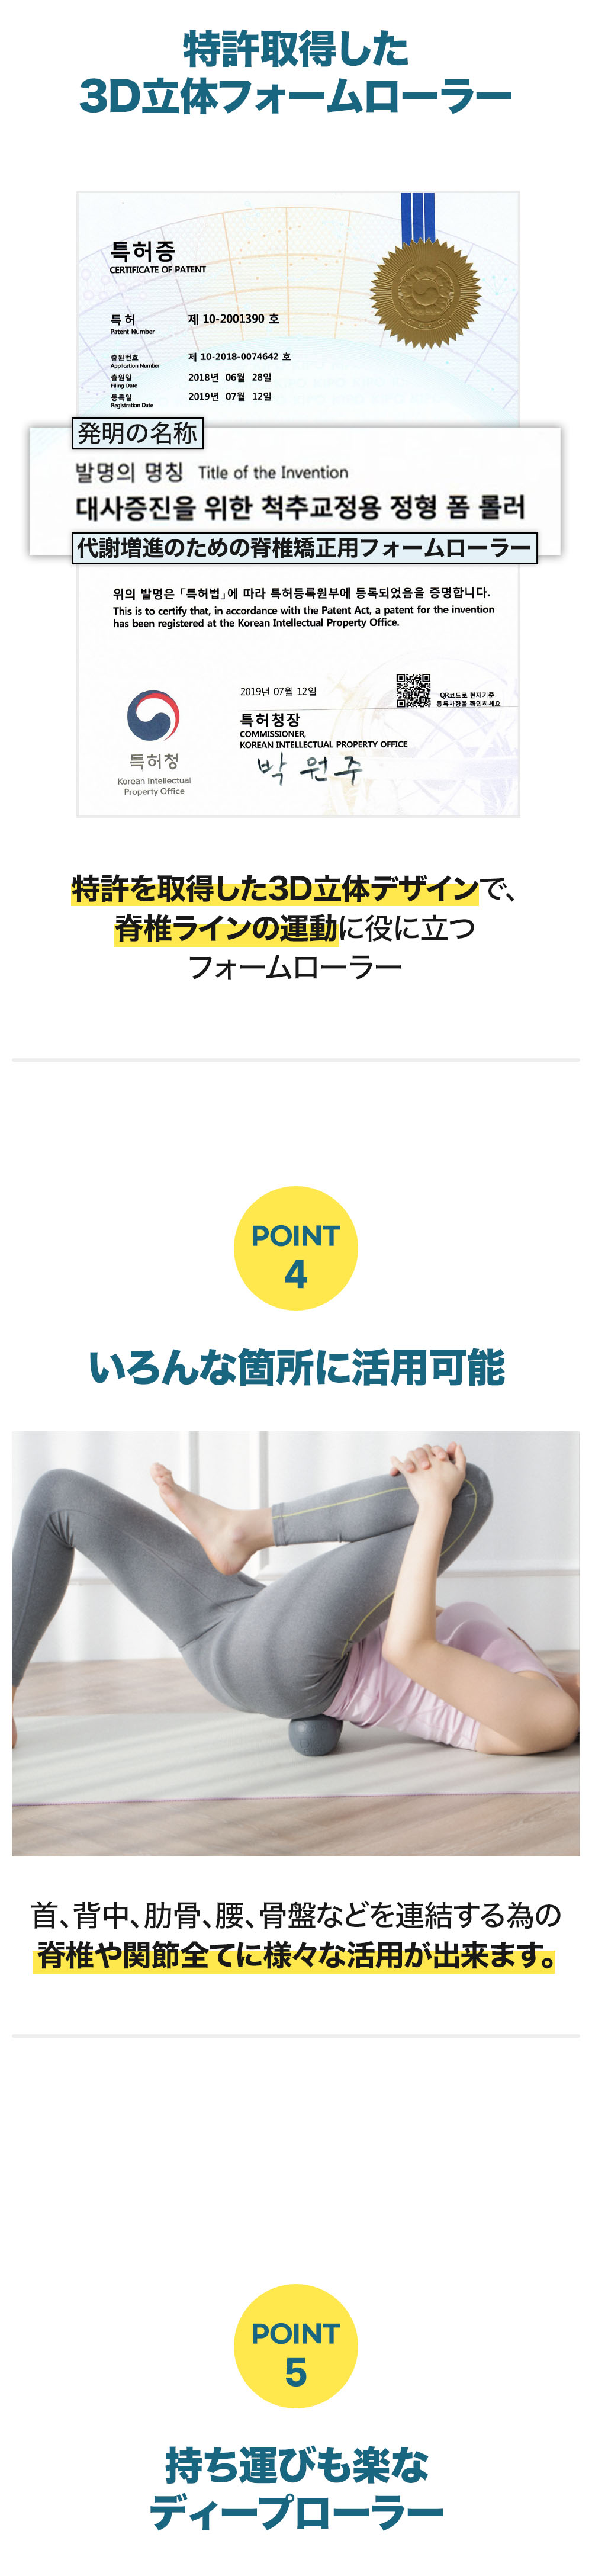 特許取得した
3D立体フォームローラー
특허증
CERTIFICATE OF PATENT
특 허
Patent Number
제 10-2001390 호
출원번호
Application Number
제 10-2018-0074642 호
출원일
Filing Date
2018년 06월 28일
등록일
Registration Date
2019년 07월 12일
発明の名称
발명의 명칭 Title of the Invention
대사증진을 위한 척추교정용 정형 폼 롤러
代謝増進のための脊椎矯正用フォームローラー
위의 발명은 「특허법」에 따라 특허등록원부에 등록되었음을 증명합니다.
This is to certify that, in accordance with the Patent Act, a patent for the invention
has been registered at the Korean Intellectual Property Office.
2019년 07월 12일
QR코드로 현재기준
등록사항을 확인하세요
특허청장
COMMISSIONER,
KOREAN INTELLECTUAL PROPERTY OFFICE
박원주
특허청
Korean Intellectual
Property Office
特許を取得した3D立体デザインで、
脊椎ラインの運動に役に立つ
フォームローラー
POINT
4
いろんな箇所に活用可能
首、背中、肋骨、腰、骨盤などを連結する為の
脊椎や関節全てに様々な活用が出来ます。
POINT
5
持ち運びも楽な
ディープローラー